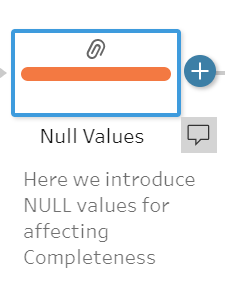 Null Values
Here we introduce
NULL values for
affecting
Completeness